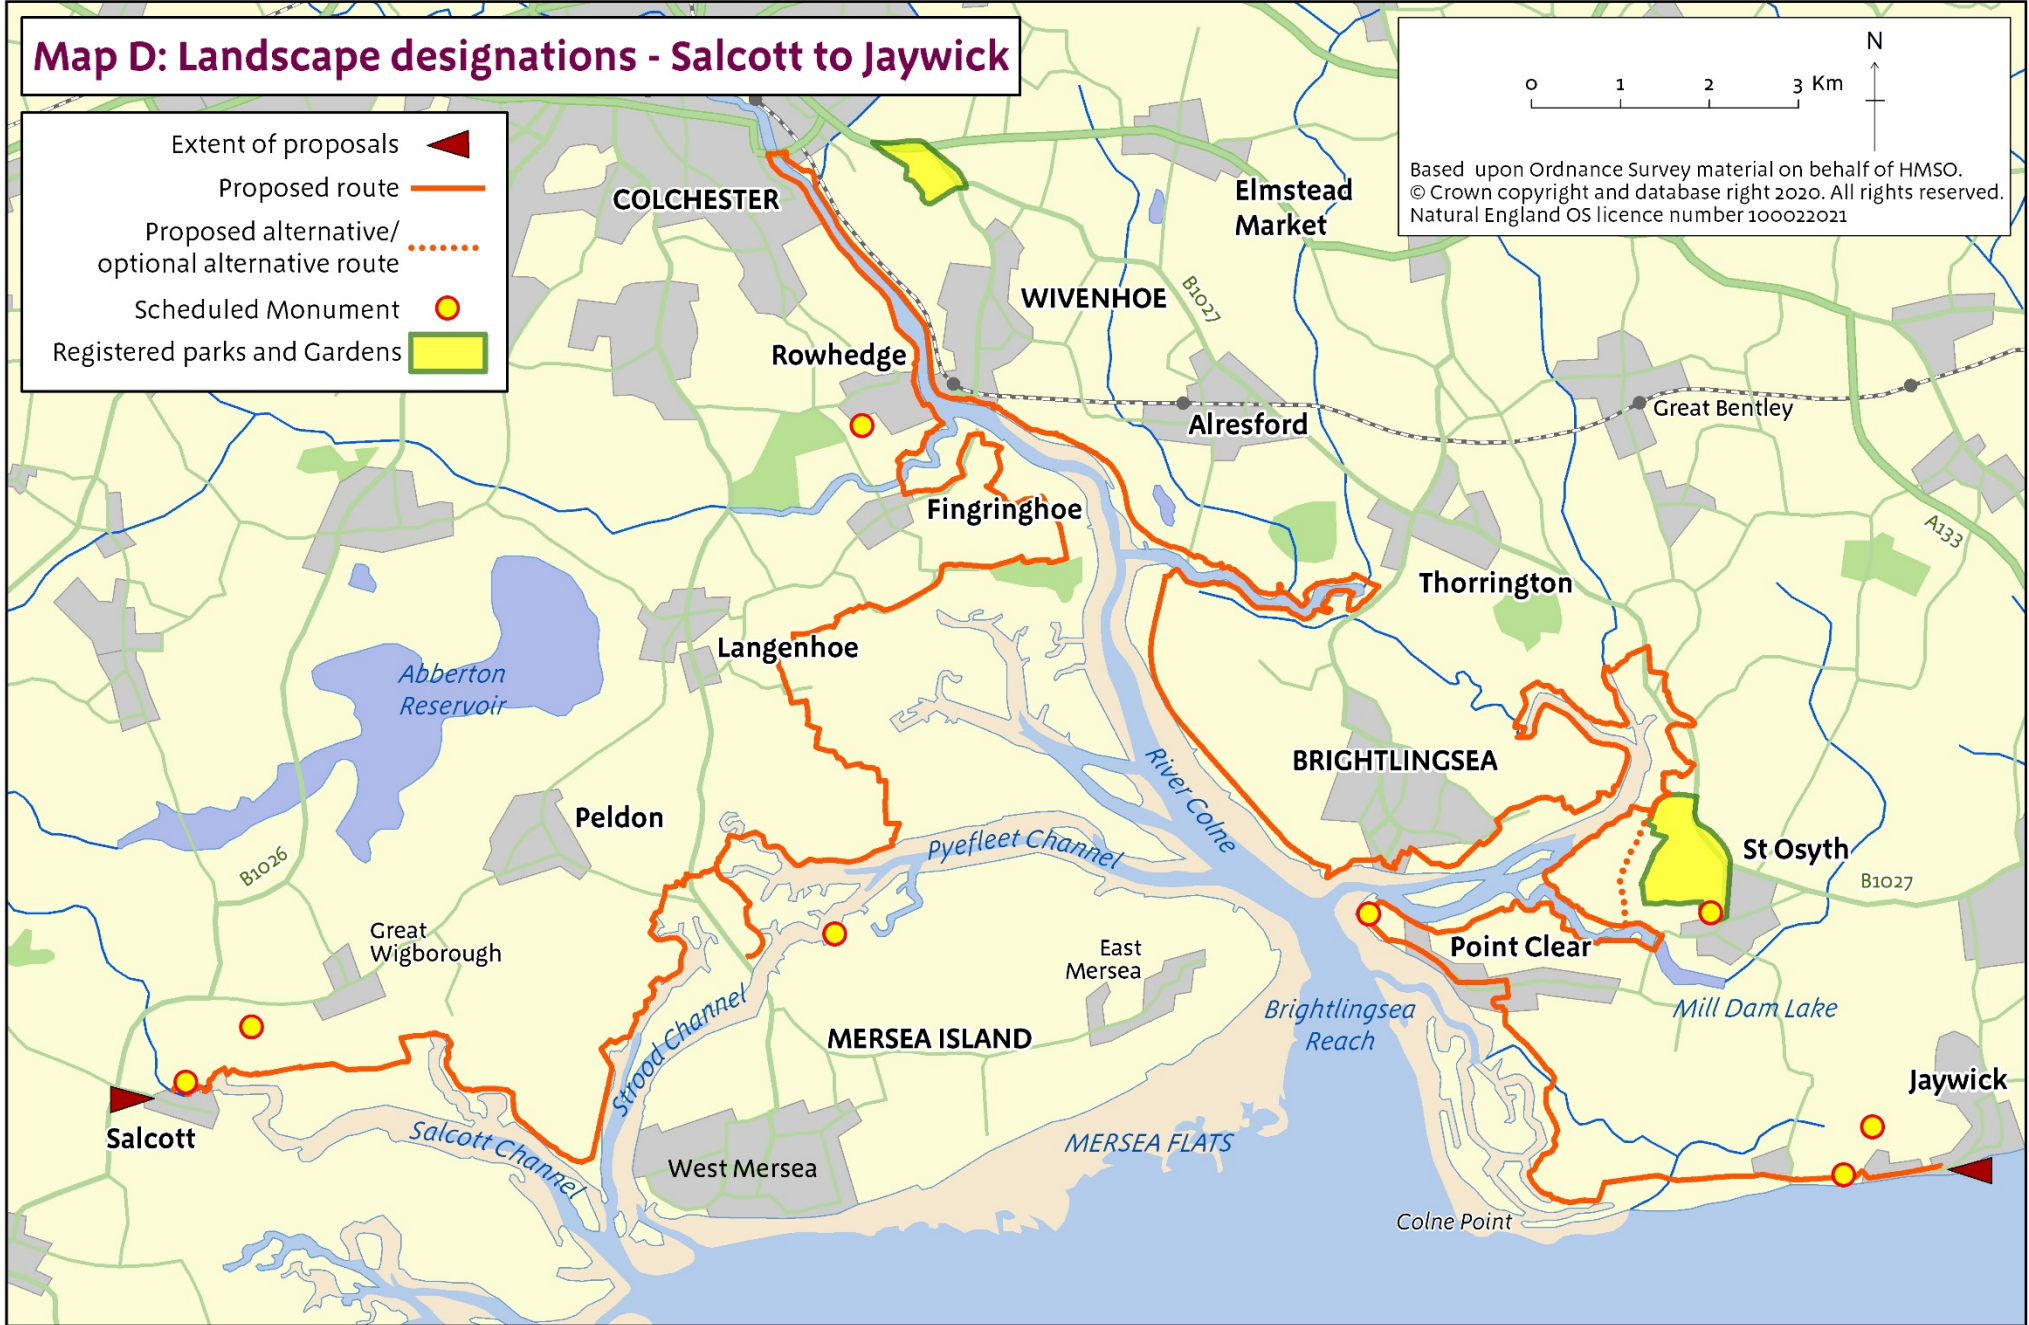 Map D: Landscape designations - Salcott to Jaywick
Extent of proposals
Proposed route
Proposed alternative/
optional alternative route
Scheduled Monument
Registered parks and Gardens
0 1 2 3 Km
N
Based upon Ordnance Survey material on behalf of HMSO.
© Crown copyright and database right 2020. All rights reserved.
Natural England OS licence number 100022021
COLCHESTER
Elmstead
Market
WIVENHOE
B1027
Rowhedge
Alresford
Great Bentley
Fingringhoe
A133
Thorrington
Langenhoe
Abberton
Reservoir
BRIGHTLINGSEA
River Colne
Peldon
Pyefleet Channel
St Osyth
B1026
B1027
Great
Wigborough
East
Mersea
Point Clear
Mill Dam Lake
Brightlingsea
Reach
MERSEA ISLAND
Strood Channel
Jaywick
Salcott
Salcott Channel
MERSEA FLATS
West Mersea
Colne Point